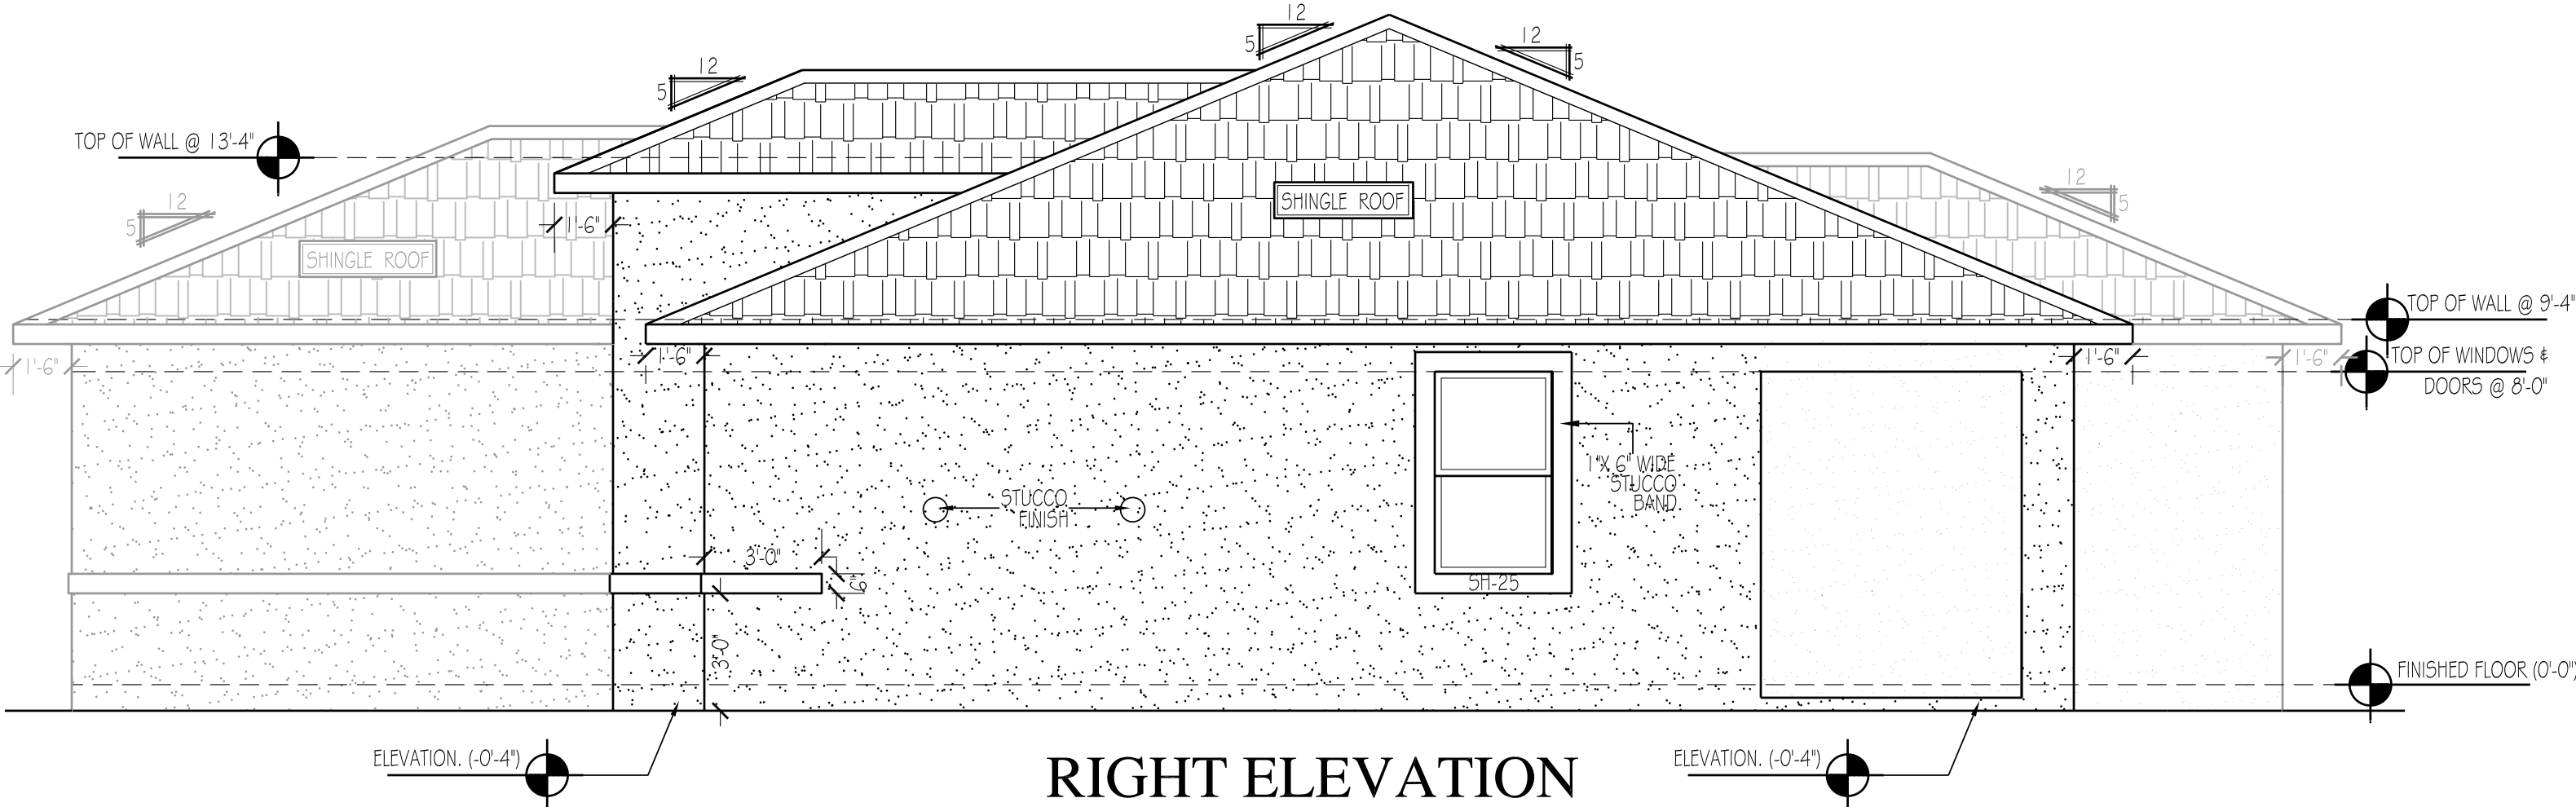 12
5
12
5
12
5
TOP OF WALL @ 13'-4"
12
5
SHINGLE ROOF
1'-6"
SHINGLE ROOF
12
5
TOP OF WALL @ 9'-4"
1'-6"
1'-6"
1'-6"
1'-6"
TOP OF WINDOWS &
DOORS @ 8'-0"
1"X 6" WIDE
STUCCO
BAND
STUCCO
FINISH
3'-0"
6"
SH-25
3'-0"
FINISHED FLOOR (0'-0")
ELEVATION. (-0'-4")
ELEVATION. (-0'-4")
RIGHT ELEVATION